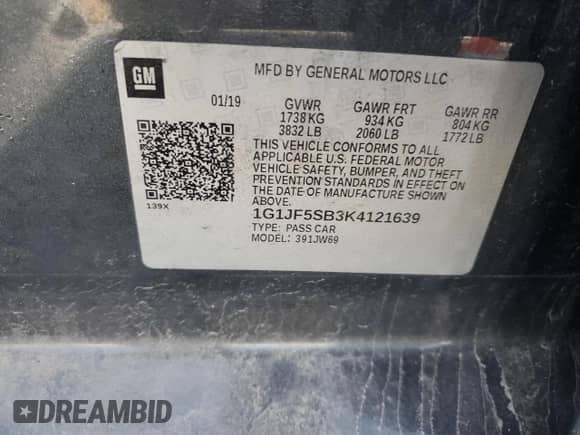 GM
MFD BY GENERAL MOTORS LLC
01/19 GVWR GAWR FRT GAWR RR
1738 KG 934 KG 804 KG
3832 LB 2060 LB 1772 LB
THIS VEHICLE CONFORMS TO ALL
APPLICABLE U.S. FEDERAL MOTOR
VEHICLE SAFETY, BUMPER, AND THEFT
PREVENTION STANDARDS IN EFFECT ON
THE DATE OF MANUFACTURE SHOWN
ABOVE.
139X
1G1JF5SB3K4121639
TYPE: PASS CAR
MODEL: 391JW69
DREAMBID